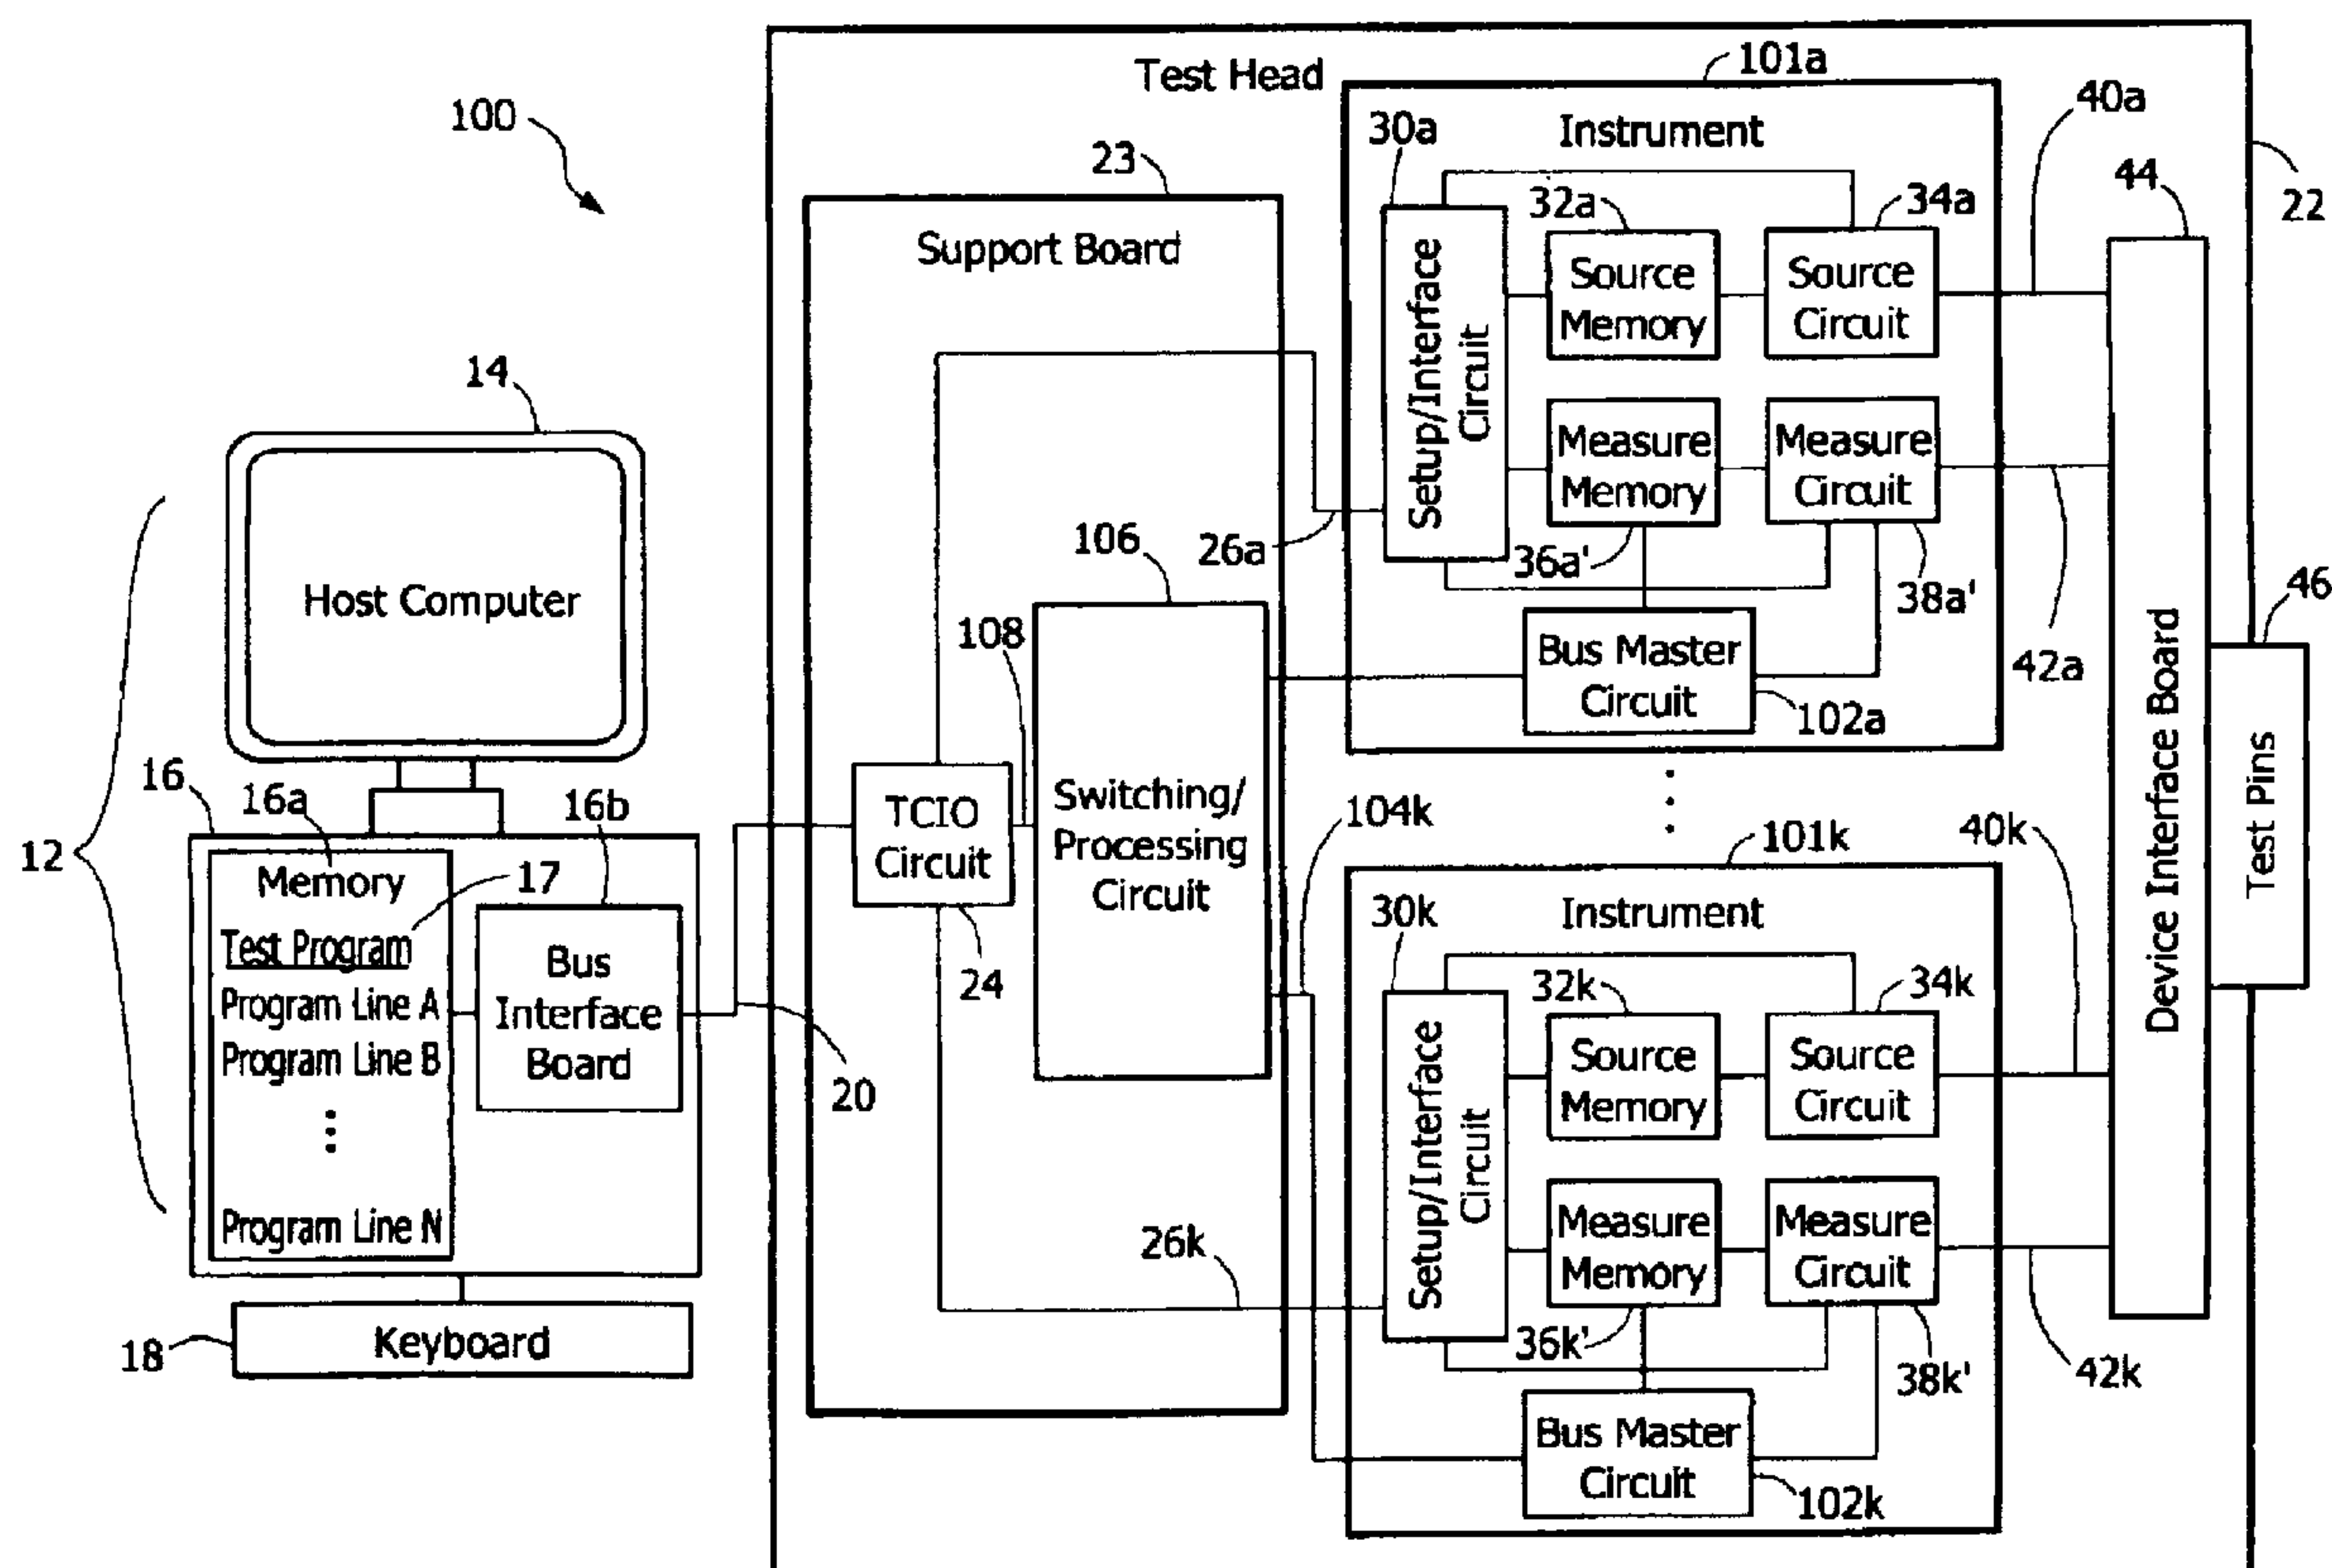 Test Head
101a
40a
100
30a
Instrument
23
44
22
32a
34a
Support Board
Setup/Interface
Circuit
Source
Memory
Source
Circuit
14
Measure
Memory
Measure
Circuit
106
26a
36a'
38a'
46
Host Computer
108
Bus Master
Circuit
42a
102a
Device Interface Board
Test Pins
16
16a
16b
TCIO
Circuit
Switching/
Processing
Circuit
104k
40k
12
101k
Memory
17
30k
Instrument
Test Program
Bus
Interface
Board
24
32k
34k
Program Line A
Program Line B
Setup/Interface
Circuit
Source
Memory
Source
Circuit
20
Program Line N
26k
Measure
Memory
Measure
Circuit
18
Keyboard
36k'
38k'
42k
Bus Master
Circuit
102k